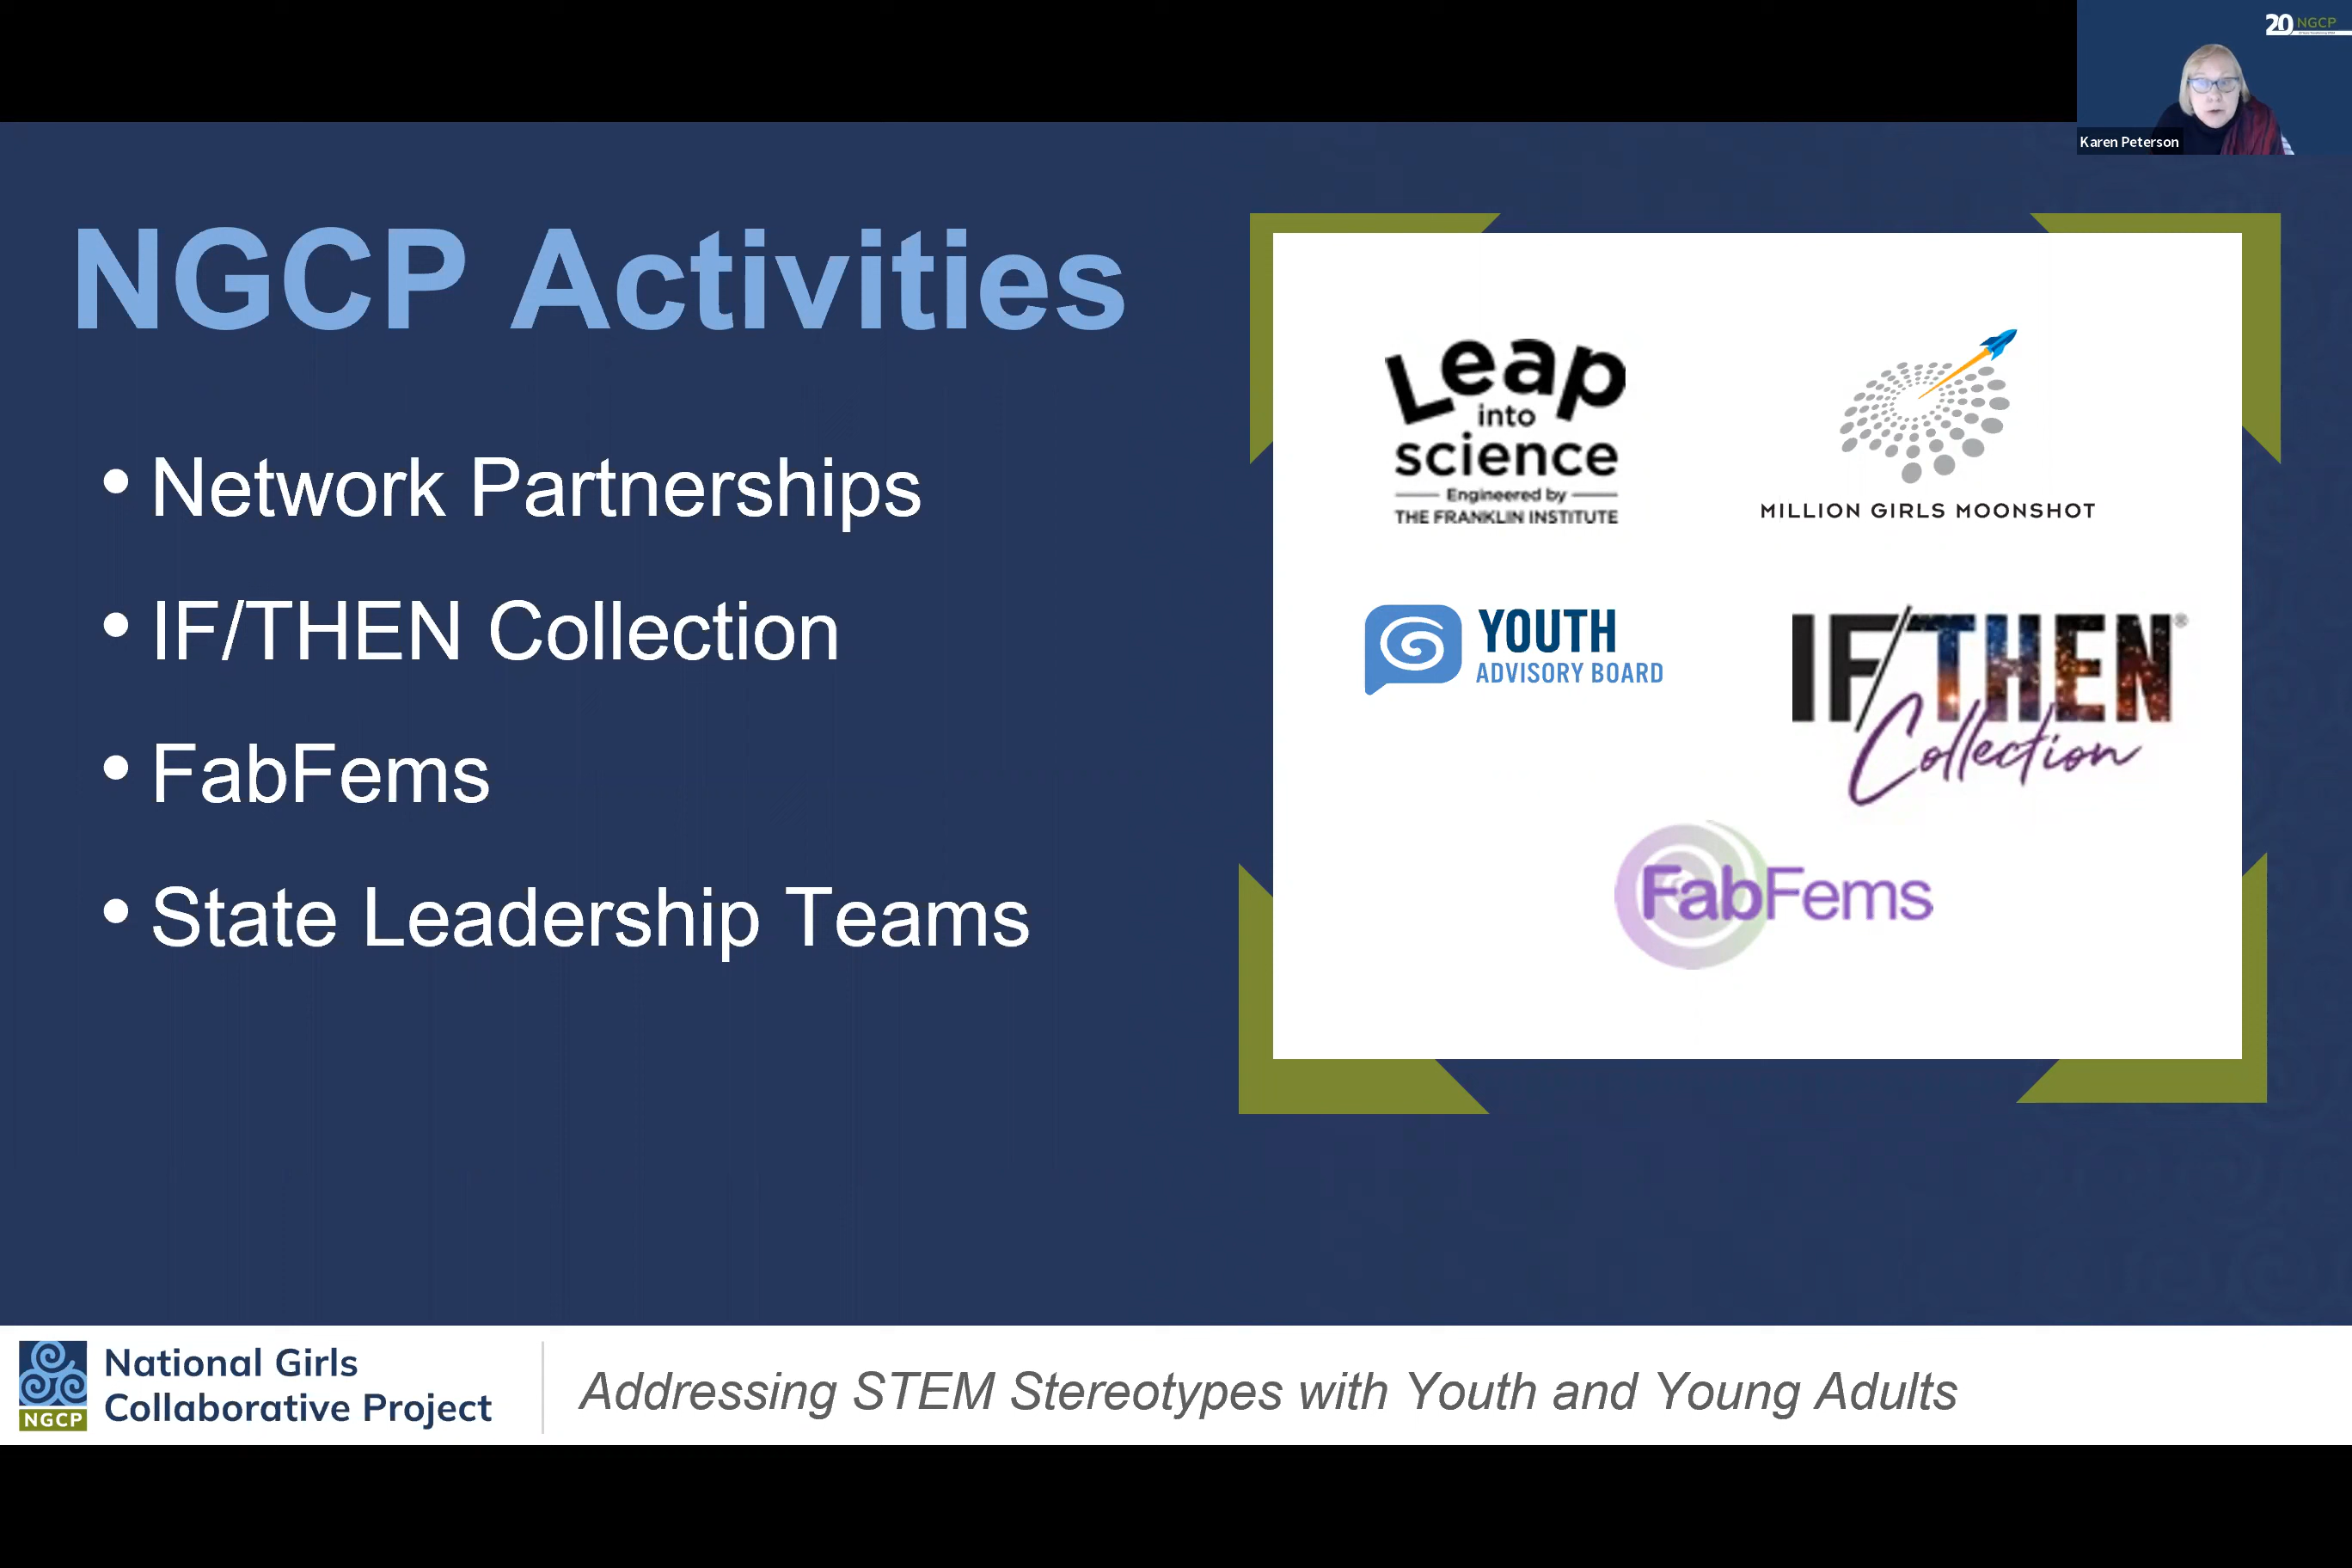 20 NGCP
Karen Peterson
NGCP Activities
• Network Partnerships
• IF/THEN Collection
• FabFems
• State Leadership Teams
Leap
into
science
Engineered by
THE FRANKLIN INSTITUTE
MILLION GIRLS MOONSHOT
YOUTH
ADVISORY BOARD
IF/THEN®
Collection
FabFems
NGCP
National Girls
Collaborative Project
Addressing STEM Stereotypes with Youth and Young Adults